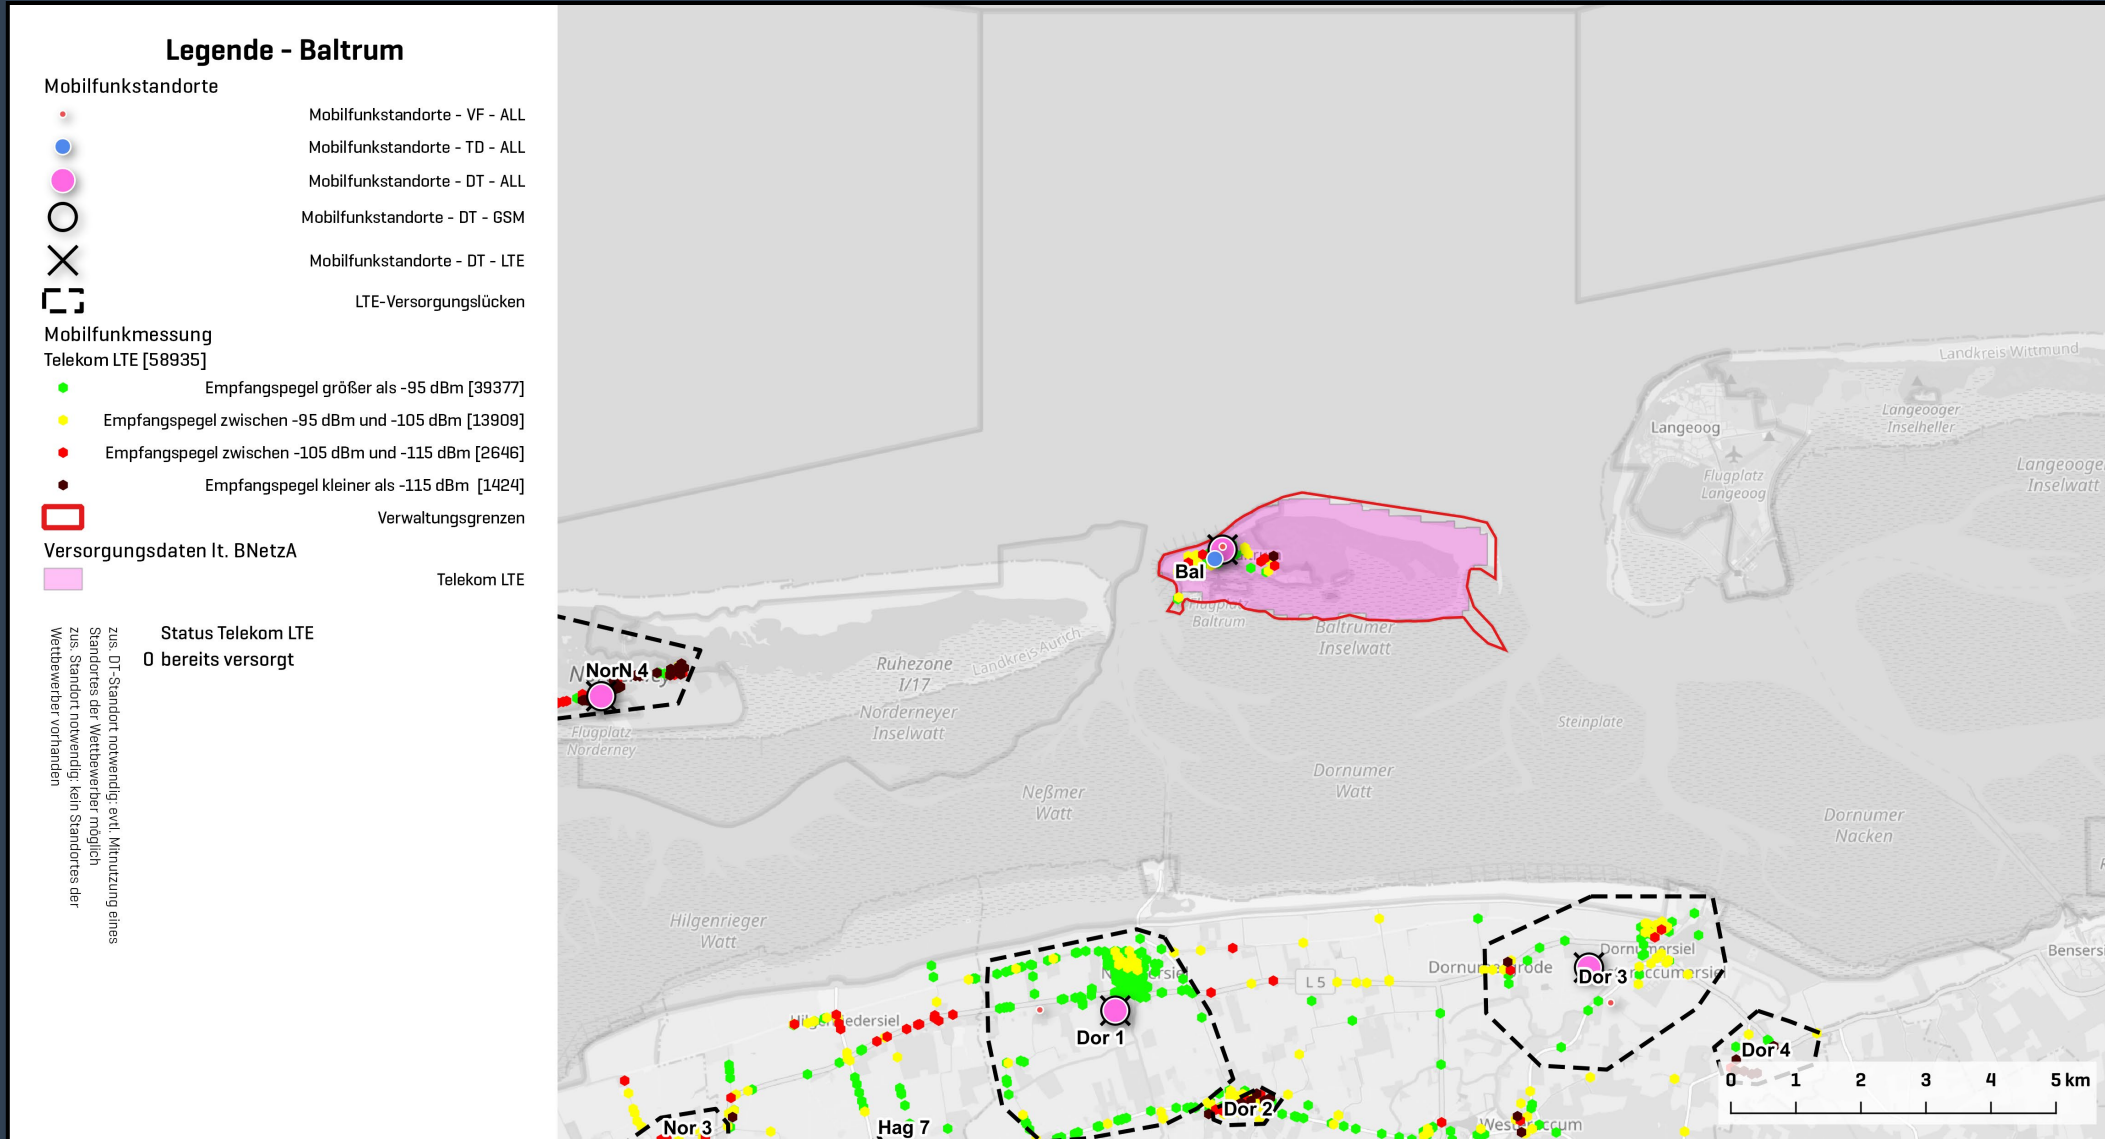 Legende - Baltrum
Mobilfunkstandorte
Mobilfunkstandorte - VF - ALL
Mobilfunkstandorte - TD - ALL
Mobilfunkstandorte - DT - ALL
Mobilfunkstandorte - DT - GSM
Mobilfunkstandorte - DT - LTE
LTE-Versorgungslücken
Mobilfunkmessung
Telekom LTE [58935]
Empfangspegel größer als -95 dBm [39377]
Empfangspegel zwischen -95 dBm und -105 dBm [13909]
Empfangspegel zwischen -105 dBm und -115 dBm [2646]
Empfangspegel kleiner als -115 dBm [1424]
Verwaltungsgrenzen
Versorgungsdaten lt. BNetzA
Telekom LTE
Status Telekom LTE
0 bereits versorgt
zus. DT-Standort notwendig: evtl. Mitnutzung eines
Standortes der Wettbewerber möglich
zus. Standort notwendig: kein Standortes der
Wettbewerber vorhanden
Landkreis Wittmund
Langeooger
Inselheller
Langeoog
Flugplatz
Langeoog
Langeooge
Inselwatt
Bal
Flugplatz
Baltrum
Baltrumer
Inselwatt
Landkreis Aurich
Ruhezone
I/17
Norderneyer
Inselwatt
NorN 4
Flugplatz
Norderney
Steinplate
Dornumer
Watt
Neßmer
Watt
Dornumer
Nacken
Hilgenrieger
Watt
Bensersi
L 5
Dor 3
Dor 1
Dor 4
Dor 2
Nor 3
Hag 7
0 1 2 3 4 5 km